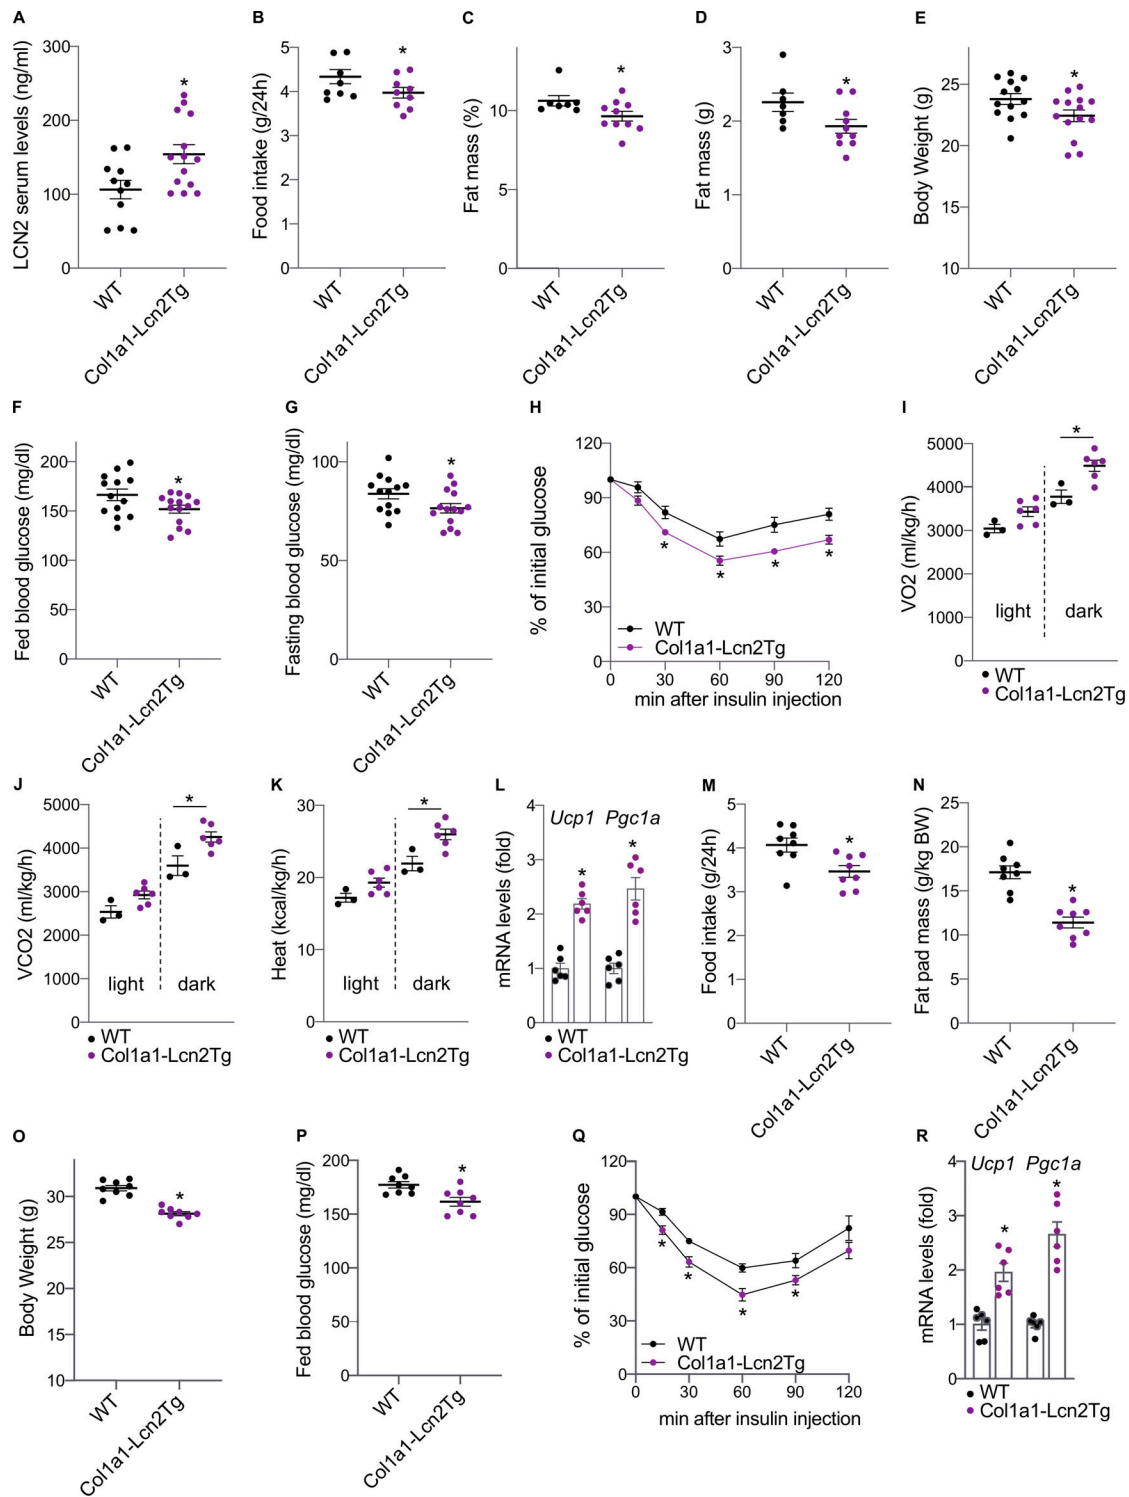 A
LCN2 serum levels (ng/ml)
300
200
100
0
*
WT
Col1a1-Lcn2Tg
B
Food intake (g/24h)
5
4
3
2
1
0
*
WT
Col1a1-Lcn2Tg
C
Fat mass (%)
10
5
0
*
WT
Col1a1-Lcn2Tg
D
Fat mass (g)
3
2
1
0
*
WT
Col1a1-Lcn2Tg
E
Body Weight (g)
25
20
15
10
*
WT
Col1a1-Lcn2Tg
F
Fed blood glucose (mg/dl)
200
150
100
50
0
*
WT
Col1a1-Lcn2Tg
G
Fasting blood glucose (mg/dl)
100
50
0
*
WT
Col1a1-Lcn2Tg
H
% of initial glucose
120
90
60
30
0
* * * *
WT
Col1a1-Lcn2Tg
0 30 60 90 120
min after insulin injection
I
VO2 (ml/kg/h)
5000
4000
3000
2000
1000
0
*
light dark
WT
Col1a1-Lcn2Tg
J
VCO2 (ml/kg/h)
5000
4000
3000
2000
1000
0
*
light dark
WT
Col1a1-Lcn2Tg
K
Heat (kcal/kg/h)
30
20
10
0
*
light dark
WT
Col1a1-Lcn2Tg
L
mRNA levels (fold)
4
3
2
1
0
Ucp1 Pgc1a
* *
WT
Col1a1-Lcn2Tg
M
Food intake (g/24h)
5
4
3
2
1
0
*
WT
Col1a1-Lcn2Tg
N
Fat pad mass (g/kg BW)
25
20
15
10
5
0
*
WT
Col1a1-Lcn2Tg
O
Body Weight (g)
30
25
20
15
10
*
WT
Col1a1-Lcn2Tg
P
Fed blood glucose (mg/dl)
200
150
100
50
0
*
WT
Col1a1-Lcn2Tg
Q
% of initial glucose
120
90
60
30
0
* * * *
WT
Col1a1-Lcn2Tg
0 30 60 90 120
min after insulin injection
R
mRNA levels (fold)
4
3
2
1
0
Ucp1 Pgc1a
* *
WT
Col1a1-Lcn2Tg